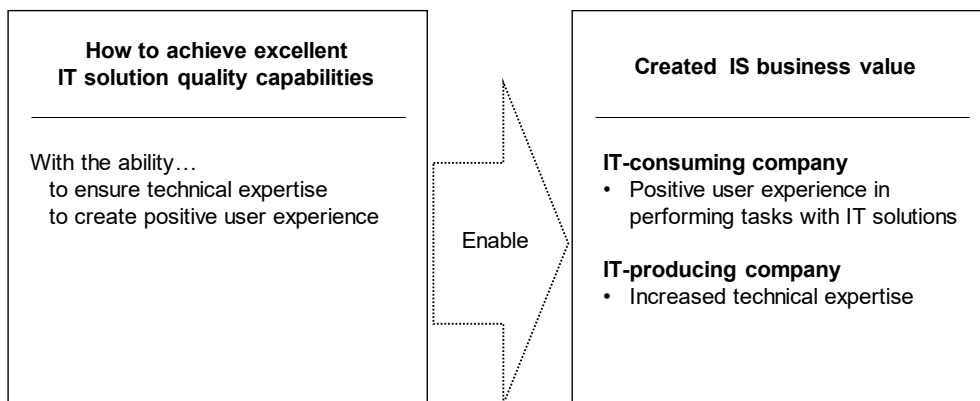 How to achieve excellent
IT solution quality capabilities
With the ability…
to ensure technical expertise
to create positive user experience
Enable
Created IS business value
IT-consuming company
• Positive user experience in
performing tasks with IT solutions
IT-producing company
• Increased technical expertise